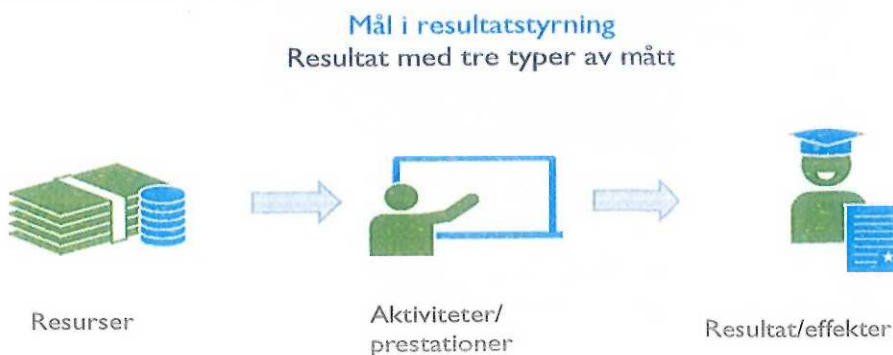 Mål i resultatstyrning
Resultat med tre typer av mått
Resurser
Aktiviteter/
prestationer
Resultat/effekter